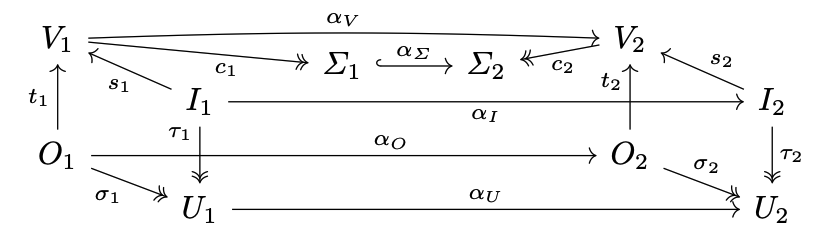 α_V
V₁ Σ₁ α_Σ Σ₂ V₂
c₁ c₂
s₁ s₂
t₁ t₂
I₁ α_I I₂
τ₁ τ₂
O₁ α_O O₂
σ₁ σ₂
U₁ α_U U₂